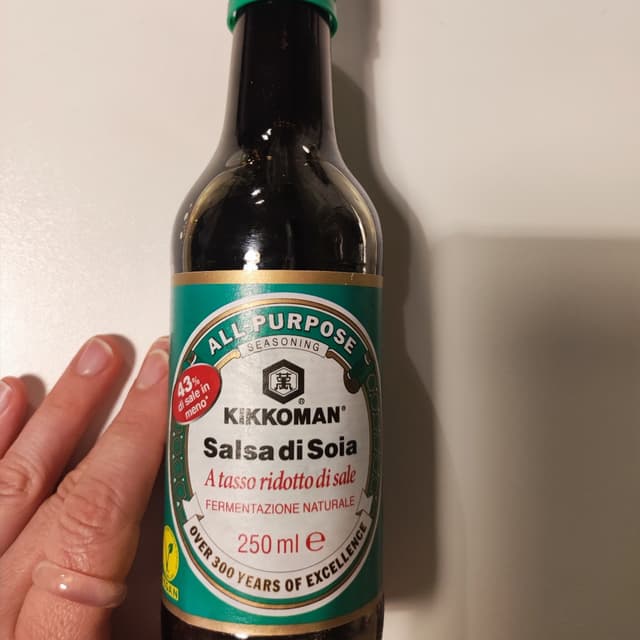 ALL-PURPOSE
SEASONING
43%
di sale in
meno*
萬
®
KIKKOMAN®
Salsa di Soia
A tasso ridotto di sale
FERMENTAZIONE NATURALE
250 ml e
OVER 300 YEARS OF EXCELLENCE